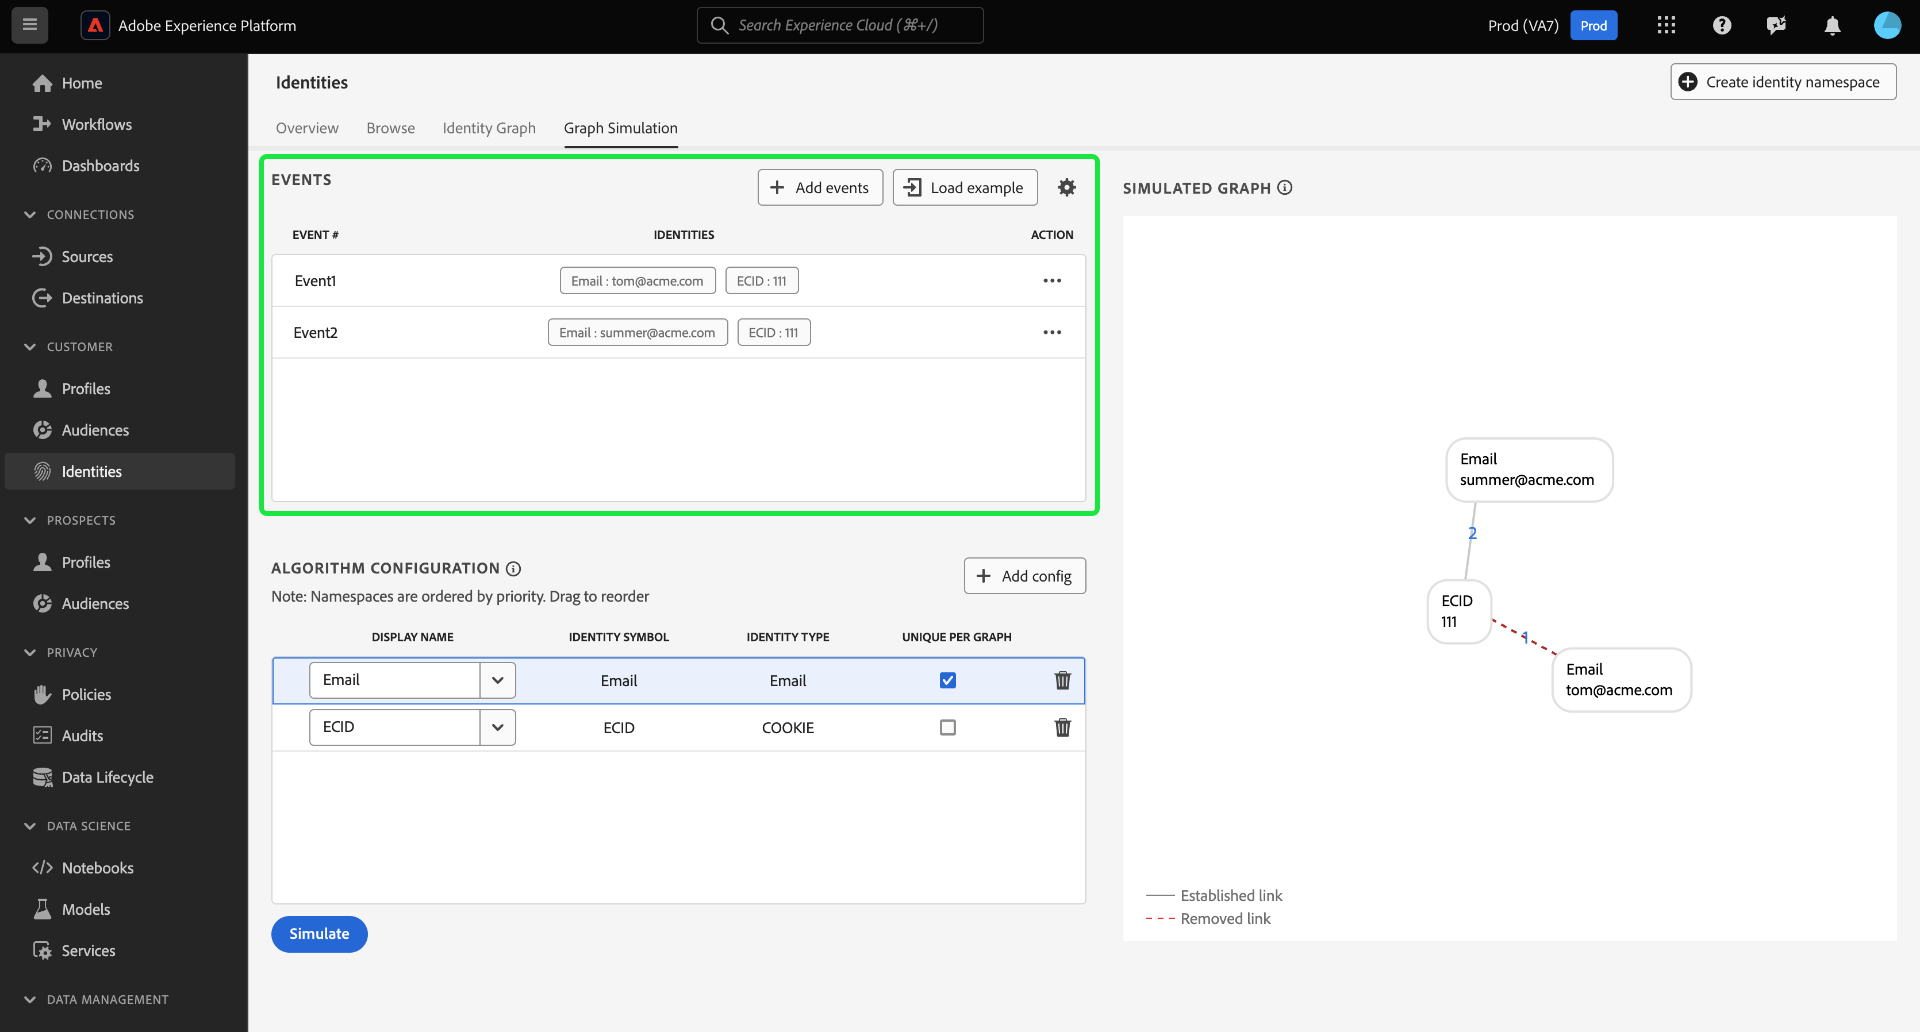 Adobe Experience Platform
Search Experience Cloud (⌘+/)
Prod (VA7)
Prod
Home
Workflows
Dashboards
CONNECTIONS
Sources
Destinations
CUSTOMER
Profiles
Audiences
Identities
PROSPECTS
Profiles
Audiences
PRIVACY
Policies
Audits
Data Lifecycle
DATA SCIENCE
Notebooks
Models
Services
DATA MANAGEMENT
Identities
Create identity namespace
Overview Browse Identity Graph Graph Simulation
EVENTS
Add events
Load example
EVENT # IDENTITIES ACTION
Event1 Email : tom@acme.com ECID : 111
Event2 Email : summer@acme.com ECID : 111
ALGORITHM CONFIGURATION
Note: Namespaces are ordered by priority. Drag to reorder
Add config
DISPLAY NAME IDENTITY SYMBOL IDENTITY TYPE UNIQUE PER GRAPH
Email Email Email
ECID ECID COOKIE
Simulate
SIMULATED GRAPH
Email
summer@acme.com
2
ECID
111
1
Email
tom@acme.com
Established link
Removed link